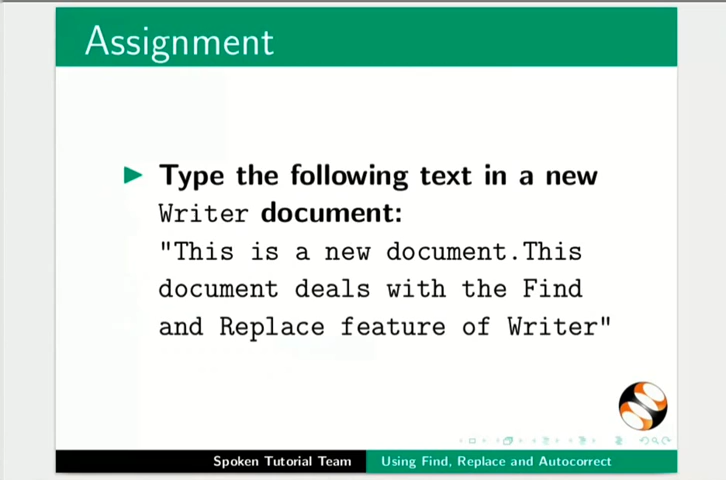 Assignment
Type the following text in a new
Writer document:
"This is a new document.This
document deals with the Find
and Replace feature of Writer"
Spoken Tutorial Team Using Find, Replace and Autocorrect